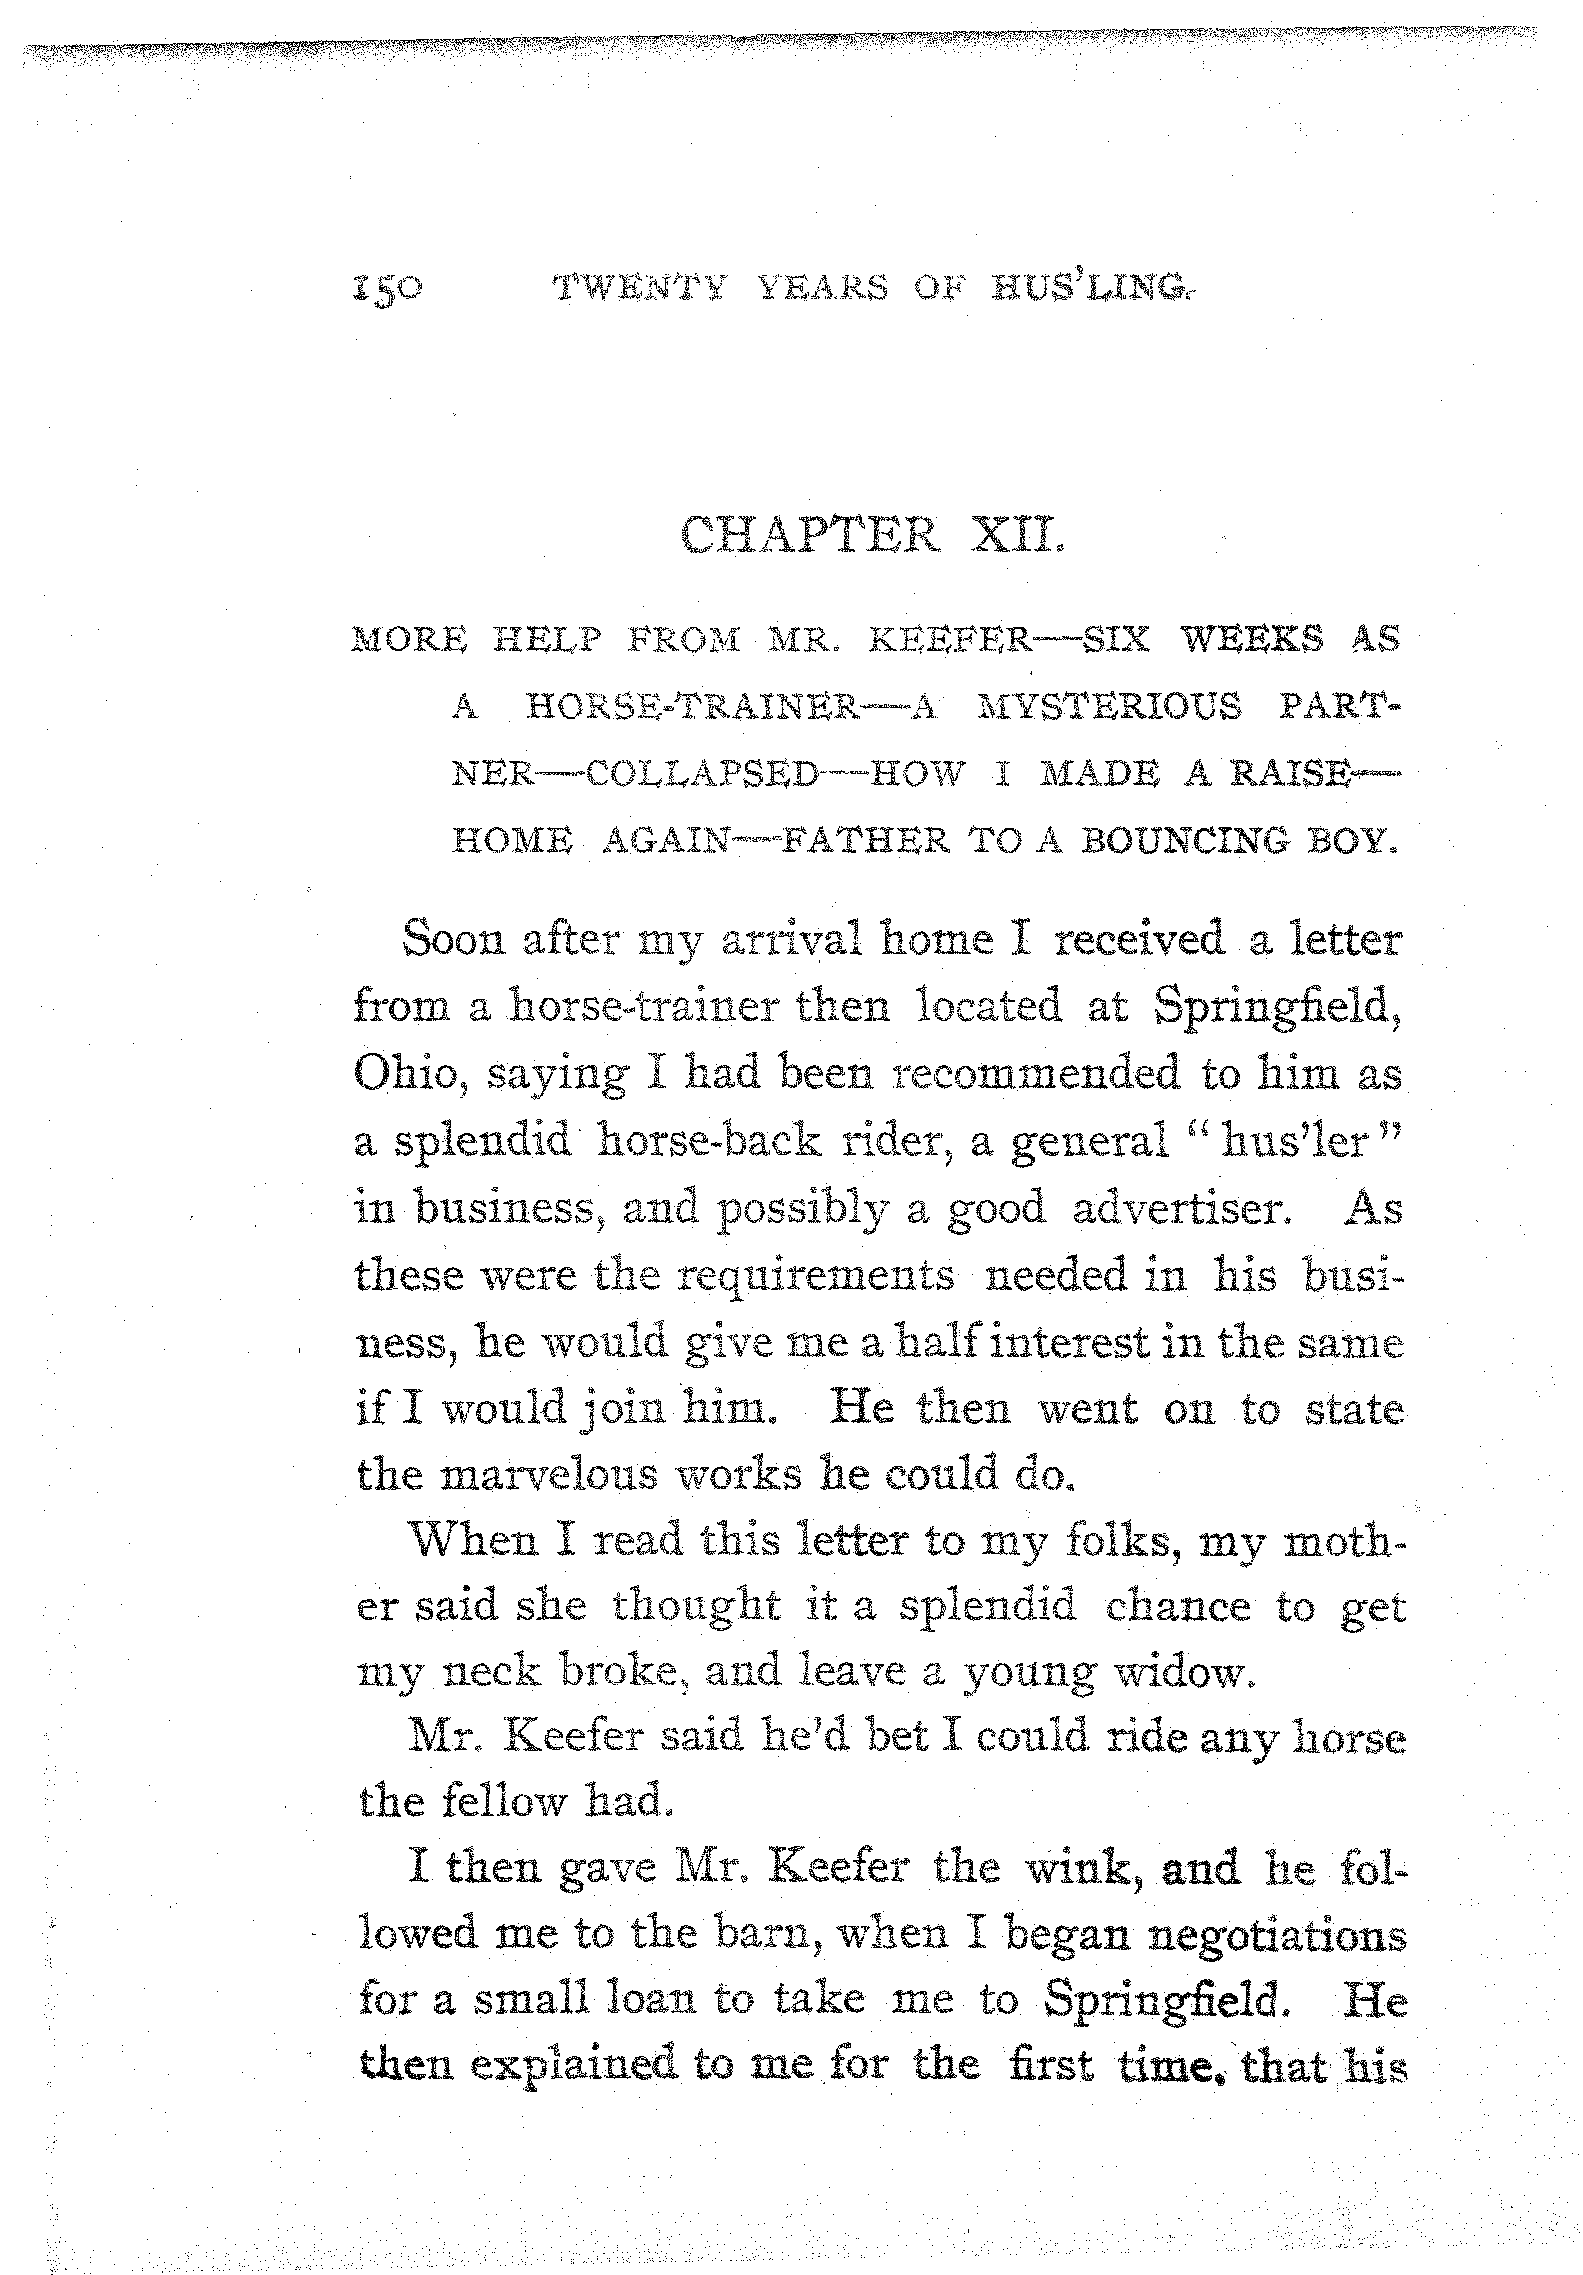 150 TWENTY YEARS OF HUS'LING.
CHAPTER XII.
MORE HELP FROM MR. KEEFER—SIX WEEKS AS
A HORSE-TRAINER—A MYSTERIOUS PART-
NER—COLLAPSED—HOW I MADE A RAISE—
HOME AGAIN—FATHER TO A BOUNCING BOY.
Soon after my arrival home I received a letter
from a horse-trainer then located at Springfield,
Ohio, saying I had been recommended to him as
a splendid horse-back rider, a general “hus’ler”
in business, and possibly a good advertiser. As
these were the requirements needed in his busi-
ness, he would give me a half interest in the same
if I would join him. He then went on to state
the marvelous works he could do.
When I read this letter to my folks, my moth-
er said she thought it a splendid chance to get
my neck broke, and leave a young widow.
Mr. Keefer said he'd bet I could ride any horse
the fellow had.
I then gave Mr. Keefer the wink, and he fol-
lowed me to the barn, when I began negotiations
for a small loan to take me to Springfield. He
then explained to me for the first time, that his